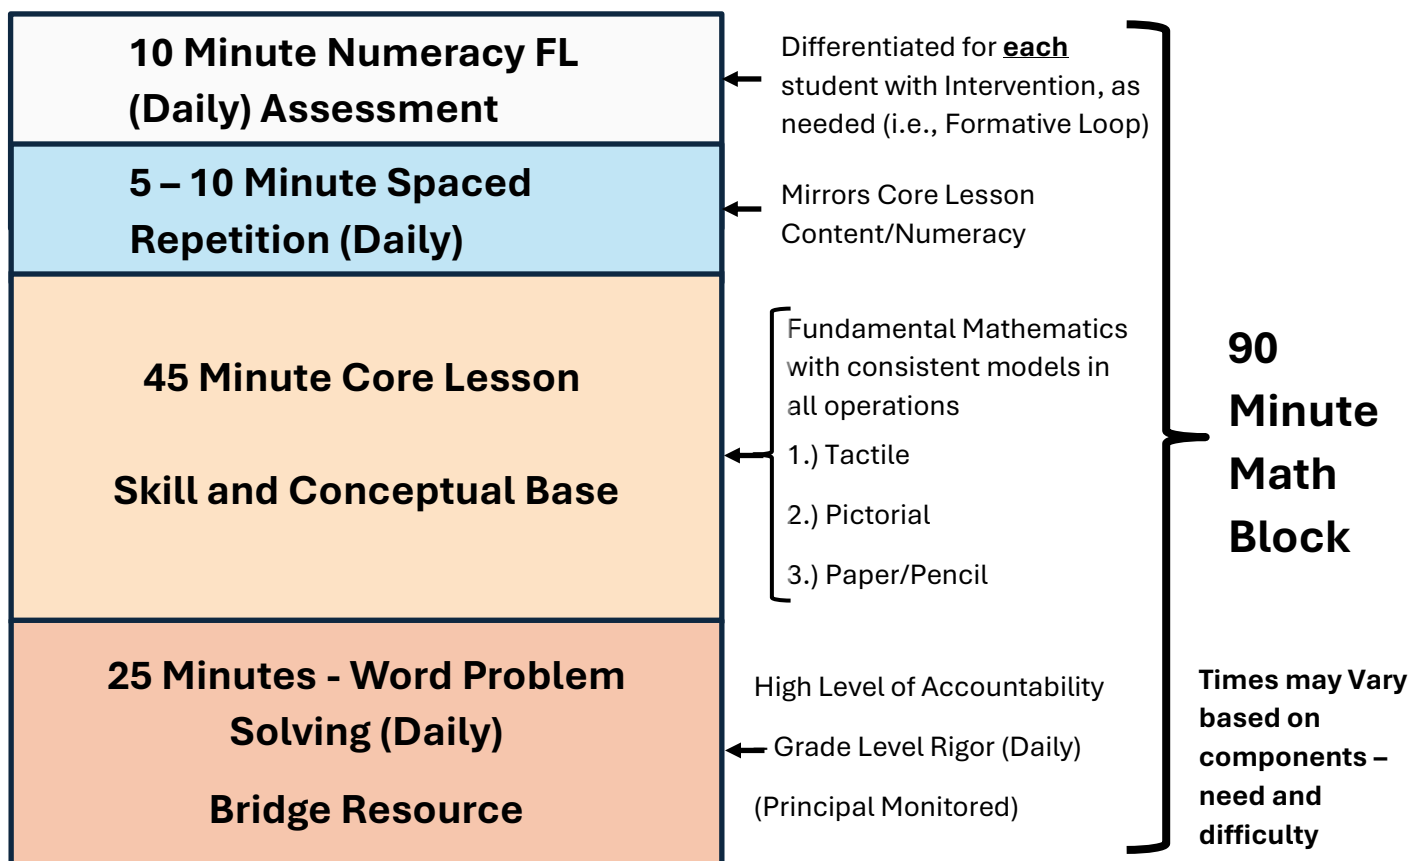 10 Minute Numeracy FL
(Daily) Assessment
Differentiated for each
student with Intervention, as
needed (i.e., Formative Loop)
5 – 10 Minute Spaced
Repetition (Daily)
Mirrors Core Lesson
Content/Numeracy
45 Minute Core Lesson
Skill and Conceptual Base
Fundamental Mathematics
with consistent models in
all operations
1.) Tactile
2.) Pictorial
3.) Paper/Pencil
25 Minutes - Word Problem
Solving (Daily)
Bridge Resource
High Level of Accountability
- Grade Level Rigor (Daily)
(Principal Monitored)
90
Minute
Math
Block
Times may Vary
based on
components –
need and
difficulty